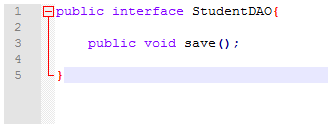 1 public interface StudentDAO{
2
3 public void save();
4
5 }